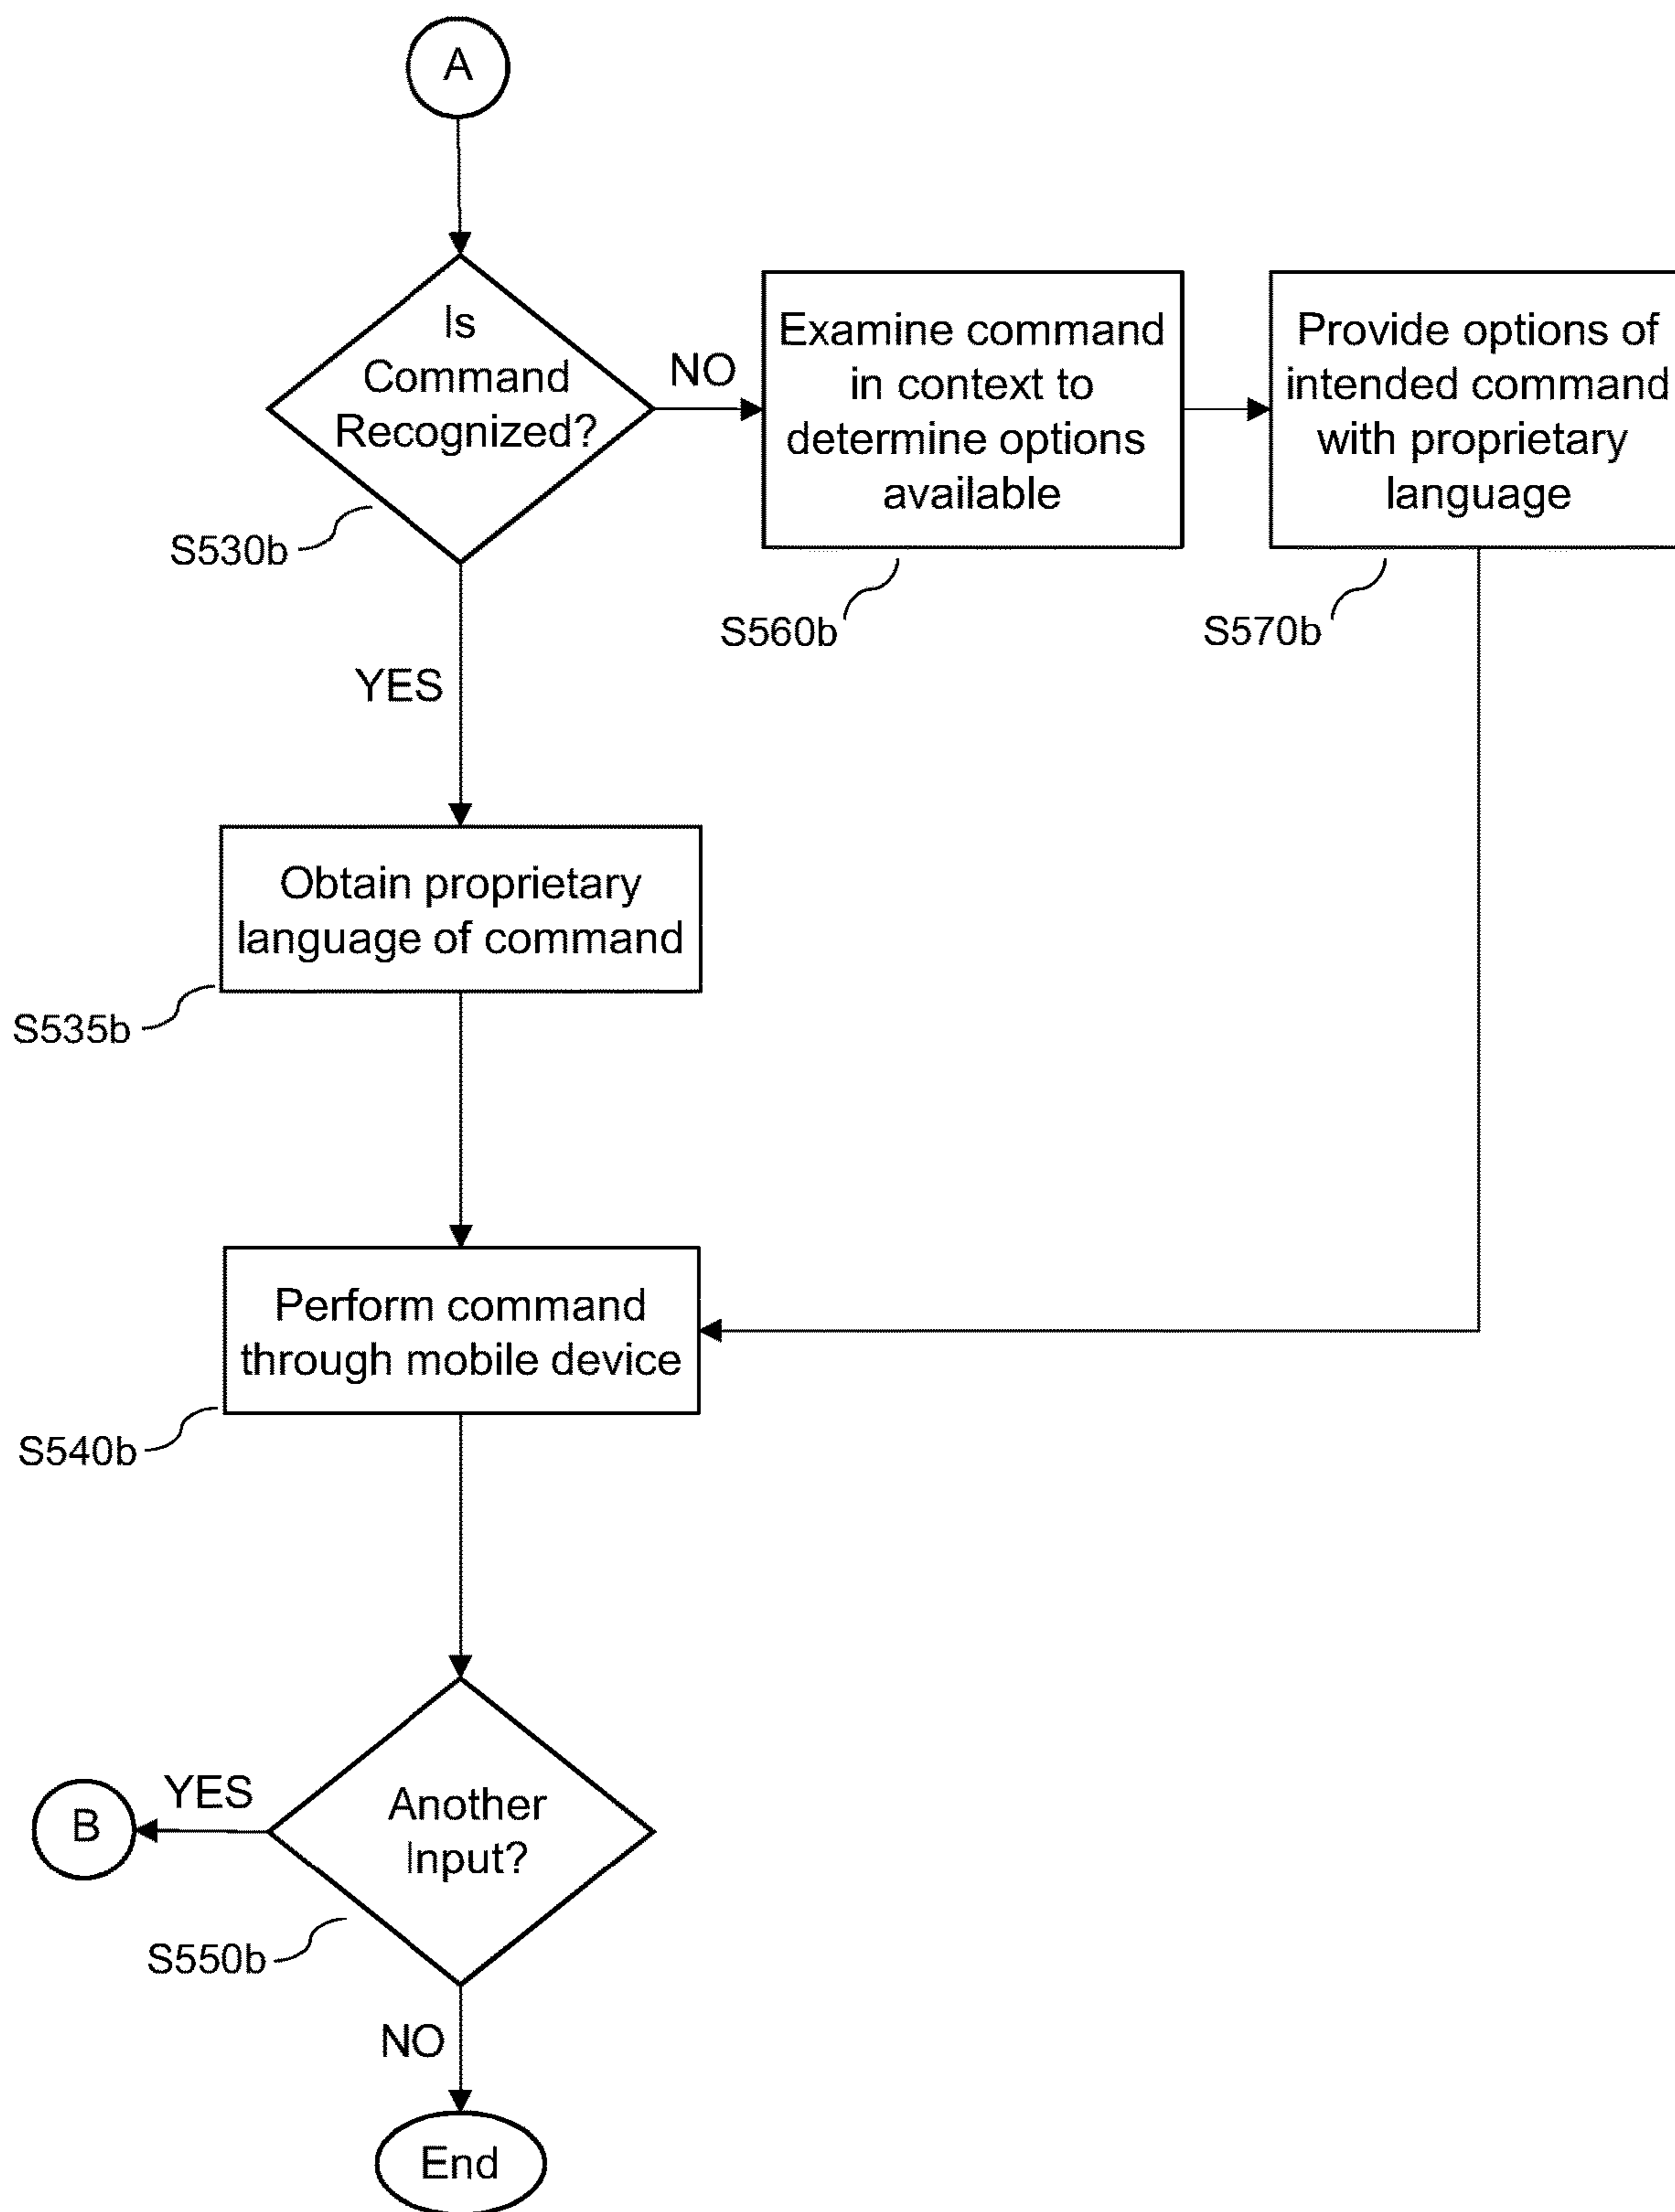 A
Is
Command
Recognized?
NO
Examine command
in context to
determine options
available
Provide options of
intended command
with proprietary
language
S530b
S560b
S570b
YES
Obtain proprietary
language of command
S535b
Perform command
through mobile device
S540b
Another
Input?
YES
B
S550b
NO
End